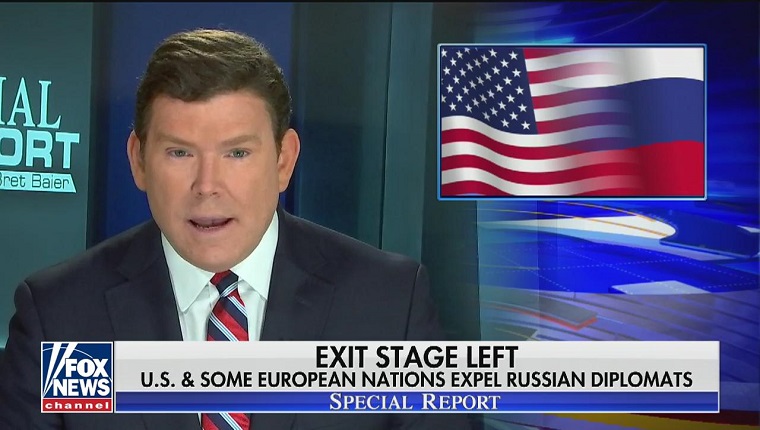 IAL
PORT
Bret Baier
EXIT STAGE LEFT
U.S. & SOME EUROPEAN NATIONS EXPEL RUSSIAN DIPLOMATS
FOX
NEWS
channel
SPECIAL REPORT